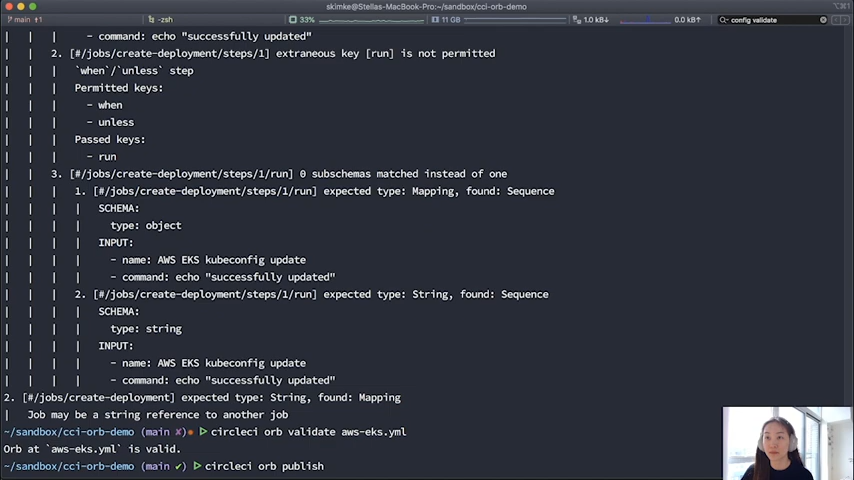 skimke@Stellas-MacBook-Pro:~/sandbox/cci-orb-demo
main ↑1
-zsh
33%
11 GB
1.0 kB↓
0.0 kB↑
config validate
- command: echo "successfully updated"
2. [#/jobs/create-deployment/steps/1] extraneous key [run] is not permitted
`when`/`unless` step
Permitted keys:
- when
- unless
Passed keys:
- run
3. [#/jobs/create-deployment/steps/1/run] 0 subschemas matched instead of one
1. [#/jobs/create-deployment/steps/1/run] expected type: Mapping, found: Sequence
SCHEMA:
type: object
INPUT:
- name: AWS EKS kubeconfig update
- command: echo "successfully updated"
2. [#/jobs/create-deployment/steps/1/run] expected type: String, found: Sequence
SCHEMA:
type: string
INPUT:
- name: AWS EKS kubeconfig update
- command: echo "successfully updated"
2. [#/jobs/create-deployment] expected type: String, found: Mapping
| Job may be a string reference to another job
~/sandbox/cci-orb-demo (main ✘)✹ ▷ circleci orb validate aws-eks.yml
Orb at `aws-eks.yml` is valid.
~/sandbox/cci-orb-demo (main ✔) ▷ circleci orb publish